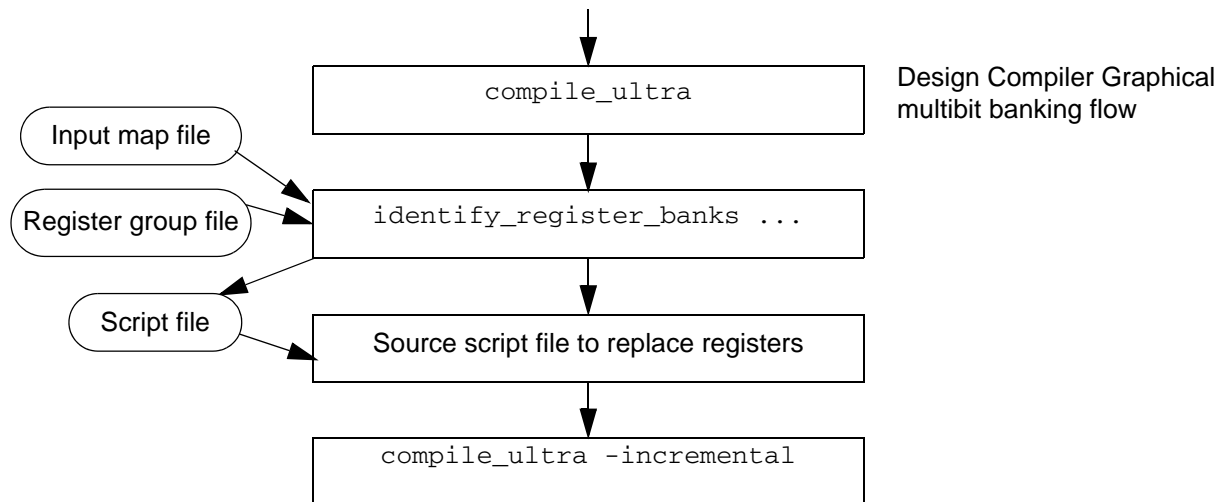 compile_ultra
Design Compiler Graphical
multibit banking flow
Input map file
Register group file
identify_register_banks ...
Script file
Source script file to replace registers
compile_ultra -incremental